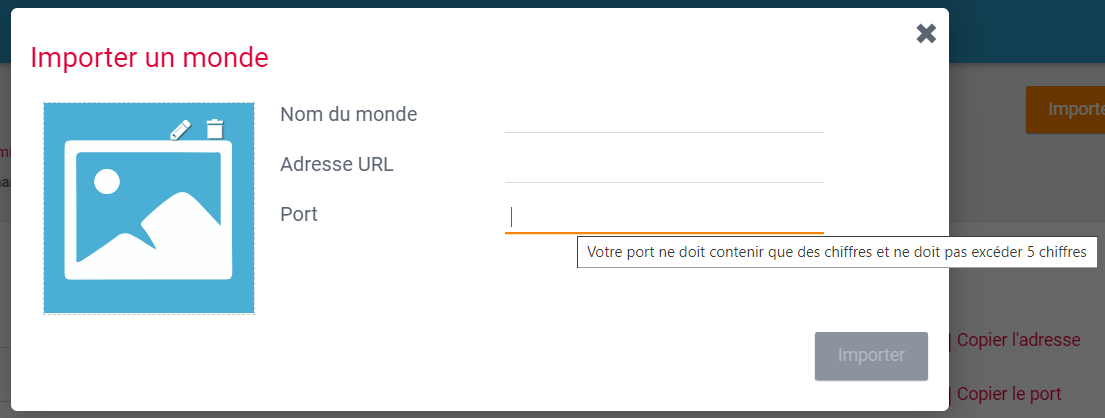 Importer un monde
Nom du monde
Adresse URL
Port
Votre port ne doit contenir que des chiffres et ne doit pas excéder 5 chiffres
Importer
Importe
Copier l'adresse
Copier le port